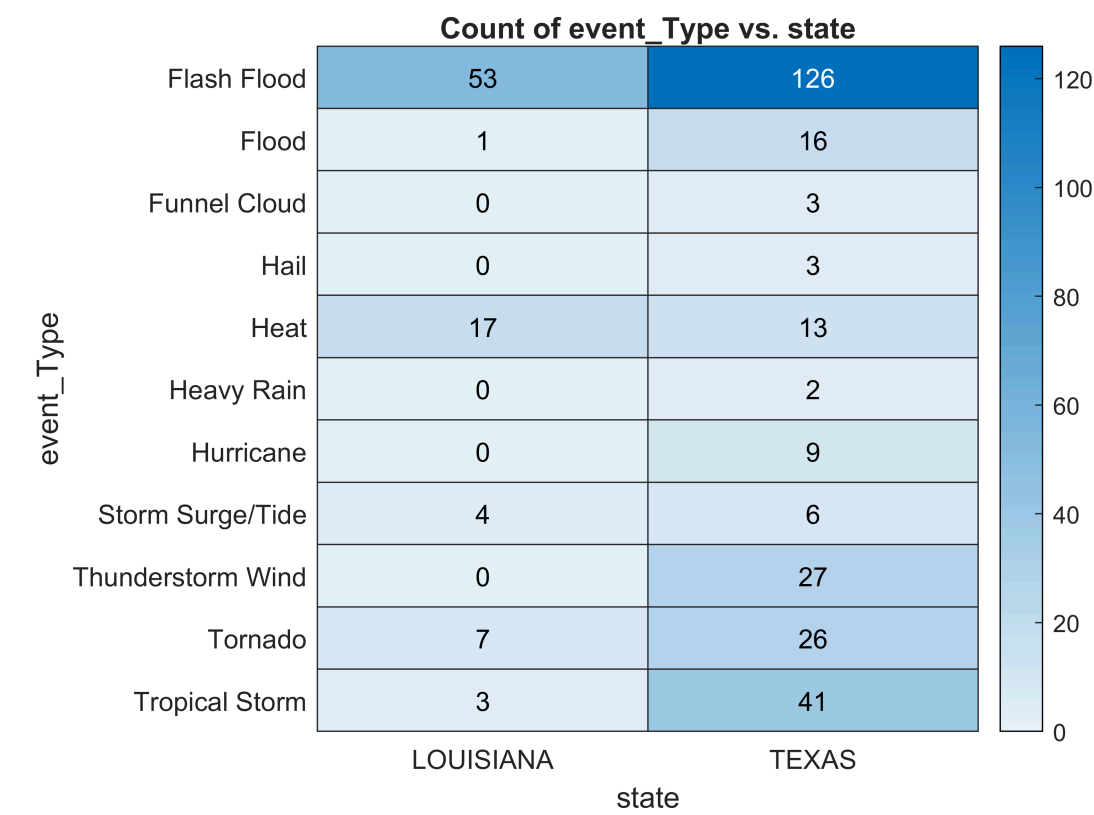 Count of event_Type vs. state
Flash Flood 53 126
Flood 1 16
Funnel Cloud 0 3
Hail 0 3
Heat 17 13
Heavy Rain 0 2
Hurricane 0 9
Storm Surge/Tide 4 6
Thunderstorm Wind 0 27
Tornado 7 26
Tropical Storm 3 41
LOUISIANA TEXAS
state
event_Type
120
100
80
60
40
20
0